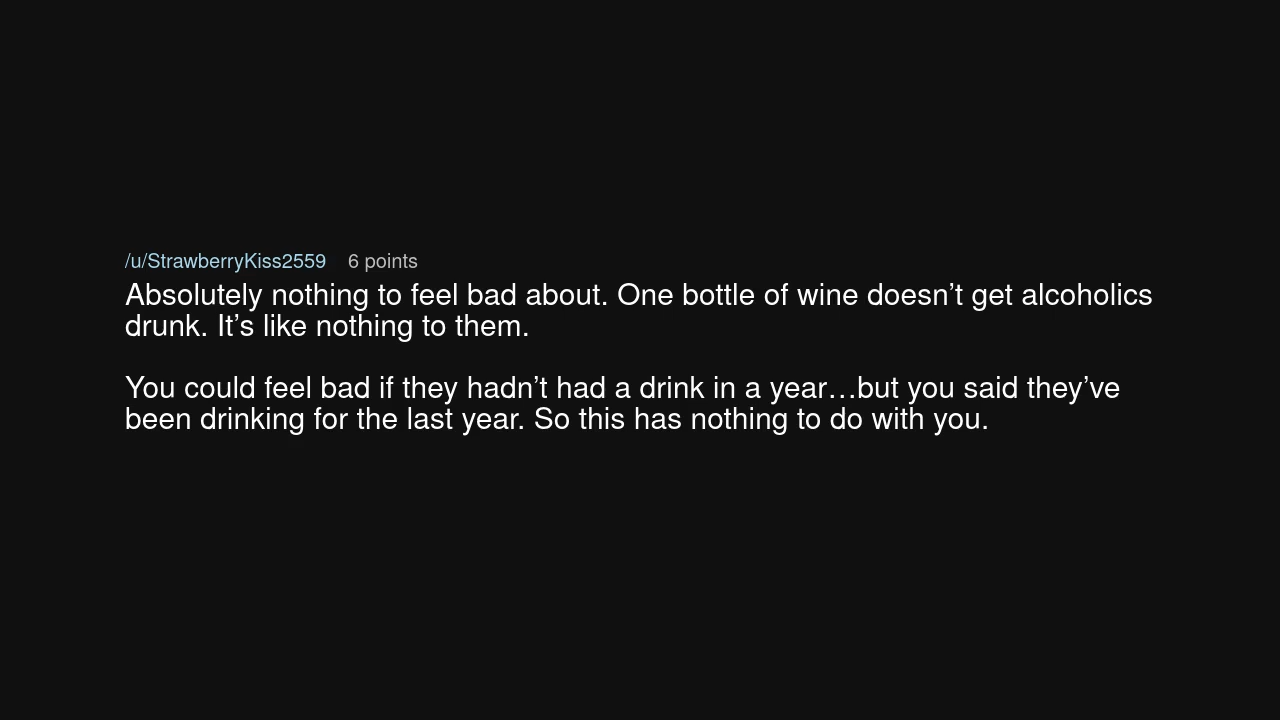 /u/StrawberryKiss2559 6 points
Absolutely nothing to feel bad about. One bottle of wine doesn’t get alcoholics
drunk. It’s like nothing to them.
You could feel bad if they hadn’t had a drink in a year…but you said they’ve
been drinking for the last year. So this has nothing to do with you.